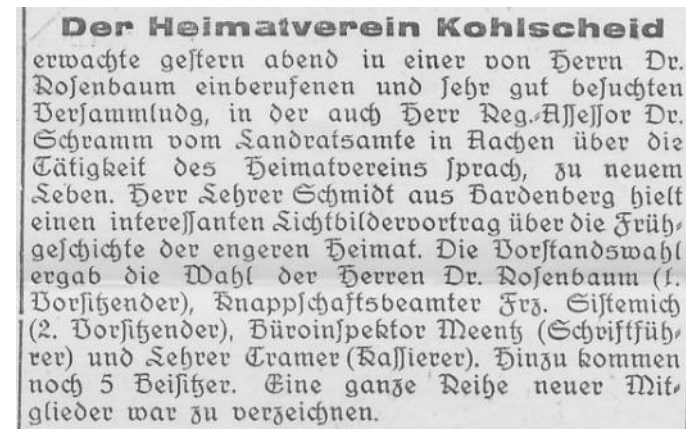 Der Heimatverein Kohlscheid
erwachte gestern abend in einer von Herrn Dr.
Rosenbaum einberufenen und sehr gut besuchten
Versammludg, in der auch Herr Reg.-Assessor Dr.
Schramm vom Landratsamte in Aachen über die
Tätigkeit des Heimatvereins sprach, zu neuem
Leben. Herr Lehrer Schmidt aus Bardenberg hielt
einen interessanten Lichtbildervortrag über die Früh-
geschichte der engeren Heimat. Die Vorstandswahl
ergab die Wahl der Herren Dr. Rosenbaum (1.
Vorsitzender), Knappschaftsbeamter Frz. Sistemich
(2. Vorsitzender), Büroinspektor Meentz (Schriftfüh-
rer) und Lehrer Cramer (Kassierer). Hinzu kommen
noch 5 Beisitzer. Eine ganze Reihe neuer Mit-
glieder war zu verzeichnen.